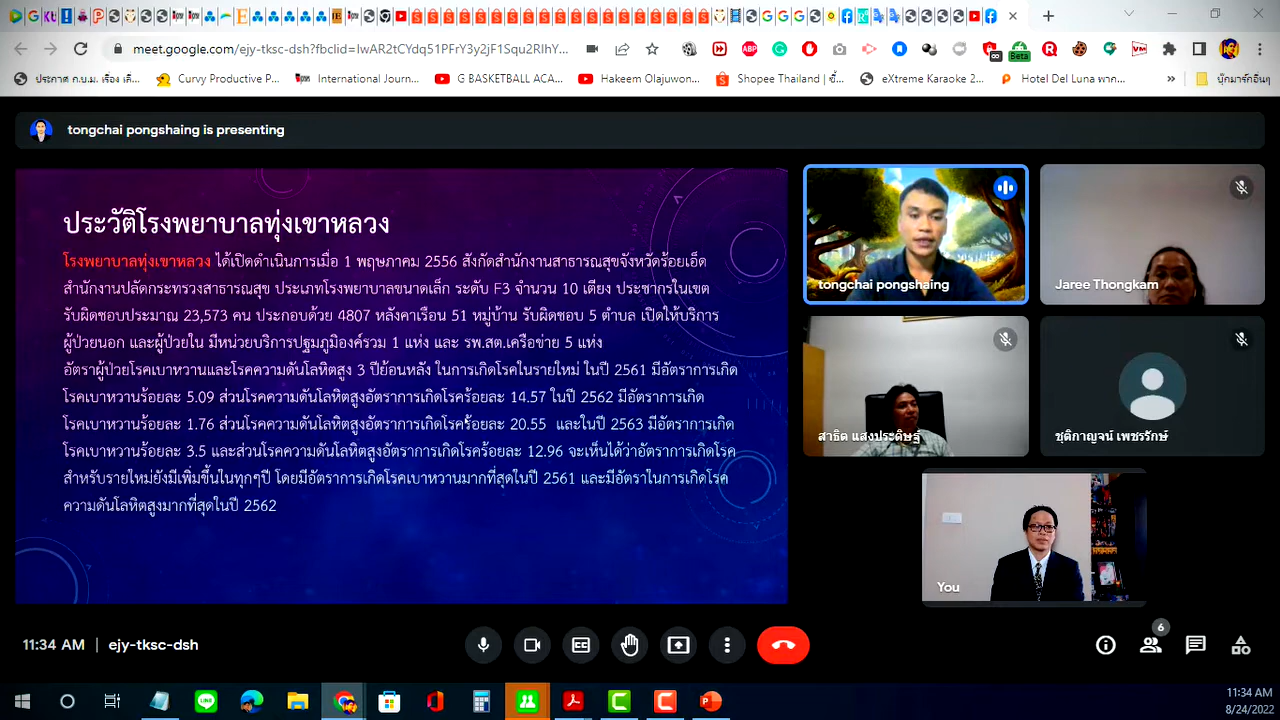 meet.google.com/ejy-tksc-dsh?fbclid=IwAR2tCYdq51PFrY3y2jF1Squ2RIhY...
ประกาศ ก.บ.ม. เรื่อง เกี...
Curvy Productive P...
International Journ...
G BASKETBALL ACA...
Hakeem Olajuwon...
Shopee Thailand | ซื้...
eXtreme Karaoke 2...
Hotel Del Luna พาก...
»
บุ๊กมาร์กอื่นๆ
tongchai pongshaing is presenting
ประวัติโรงพยาบาลทุ่งเขาหลวง
โรงพยาบาลทุ่งเขาหลวง ได้เปิดดำเนินการเมื่อ 1 พฤษภาคม 2556 สังกัดสำนักงานสาธารณสุขจังหวัดร้อยเอ็ด
สำนักงานปลัดกระทรวงสาธารณสุข ประเภทโรงพยาบาลขนาดเล็ก ระดับ F3 จำนวน 10 เตียง ประชากรในเขต
รับผิดชอบประมาณ 23,573 คน ประกอบด้วย 4807 หลังคาเรือน 51 หมู่บ้าน รับผิดชอบ 5 ตำบล เปิดให้บริการ
ผู้ป่วยนอก และผู้ป่วยใน มีหน่วยบริการปฐมภูมิองค์รวม 1 แห่ง และ รพ.สต.เครือข่าย 5 แห่ง
อัตราผู้ป่วยโรคเบาหวานและโรคความดันโลหิตสูง 3 ปีย้อนหลัง ในการเกิดโรคในรายใหม่ ในปี 2561 มีอัตราการเกิด
โรคเบาหวานร้อยละ 5.09 ส่วนโรคความดันโลหิตสูงอัตราการเกิดโรคร้อยละ 14.57 ในปี 2562 มีอัตราการเกิด
โรคเบาหวานร้อยละ 1.76 ส่วนโรคความดันโลหิตสูงอัตราการเกิดโรคร้อยละ 20.55 และในปี 2563 มีอัตราการเกิด
โรคเบาหวานร้อยละ 3.5 และส่วนโรคความดันโลหิตสูงอัตราการเกิดโรคร้อยละ 12.96 จะเห็นได้ว่าอัตราการเกิดโรค
สำหรับรายใหม่ยังมีเพิ่มขึ้นในทุกๆปี โดยมีอัตราการเกิดโรคเบาหวานมากที่สุดในปี 2561 และมีอัตราในการเกิดโรค
ความดันโลหิตสูงมากที่สุดในปี 2562
tongchai pongshaing
Jaree Thongkam
สาธิต แสงประดิษฐ์
ชุติกาญจน์ เพชรรักษ์
You
11:34 AM | ejy-tksc-dsh
6
11:34 AM
8/24/2022